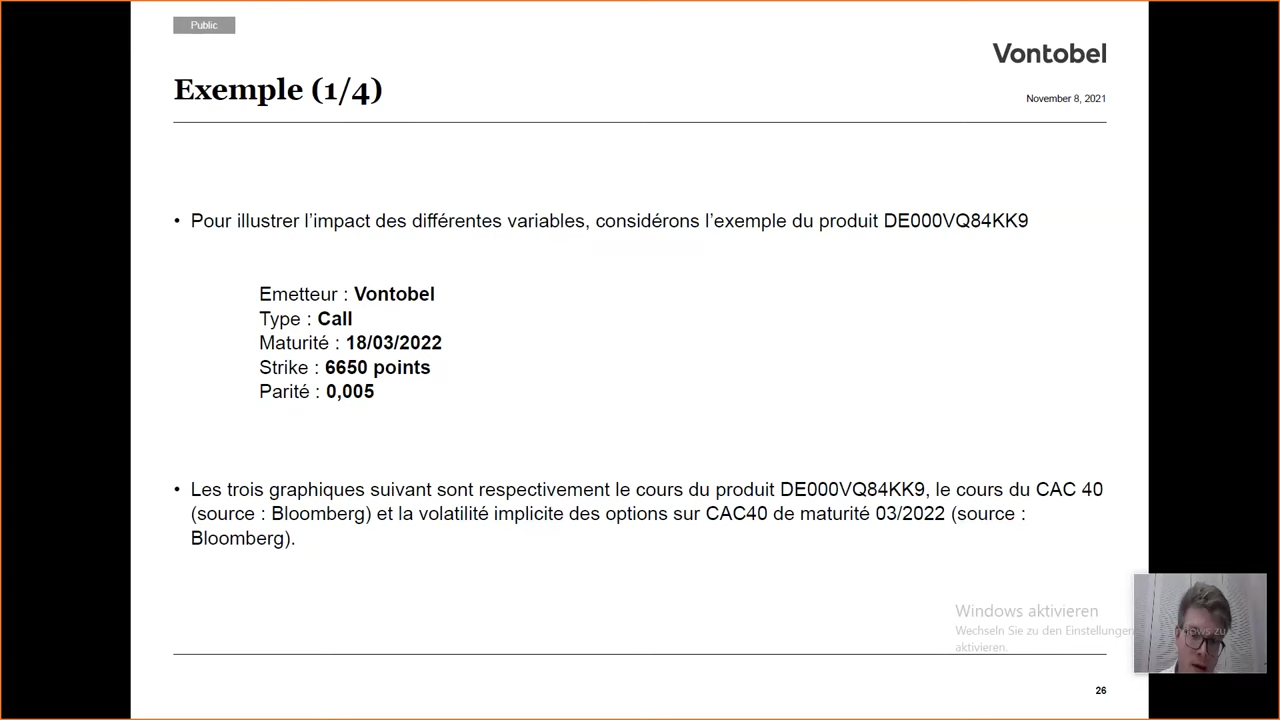 Public
Vontobel
Exemple (1/4)
November 8, 2021
• Pour illustrer l’impact des différentes variables, considérons l’exemple du produit DE000VQ84KK9
Emetteur : Vontobel
Type : Call
Maturité : 18/03/2022
Strike : 6650 points
Parité : 0,005
• Les trois graphiques suivant sont respectivement le cours du produit DE000VQ84KK9, le cours du CAC 40
(source : Bloomberg) et la volatilité implicite des options sur CAC40 de maturité 03/2022 (source :
Bloomberg).
Windows aktivieren
Wechseln Sie zu den Einstellungen
aktivieren.
26